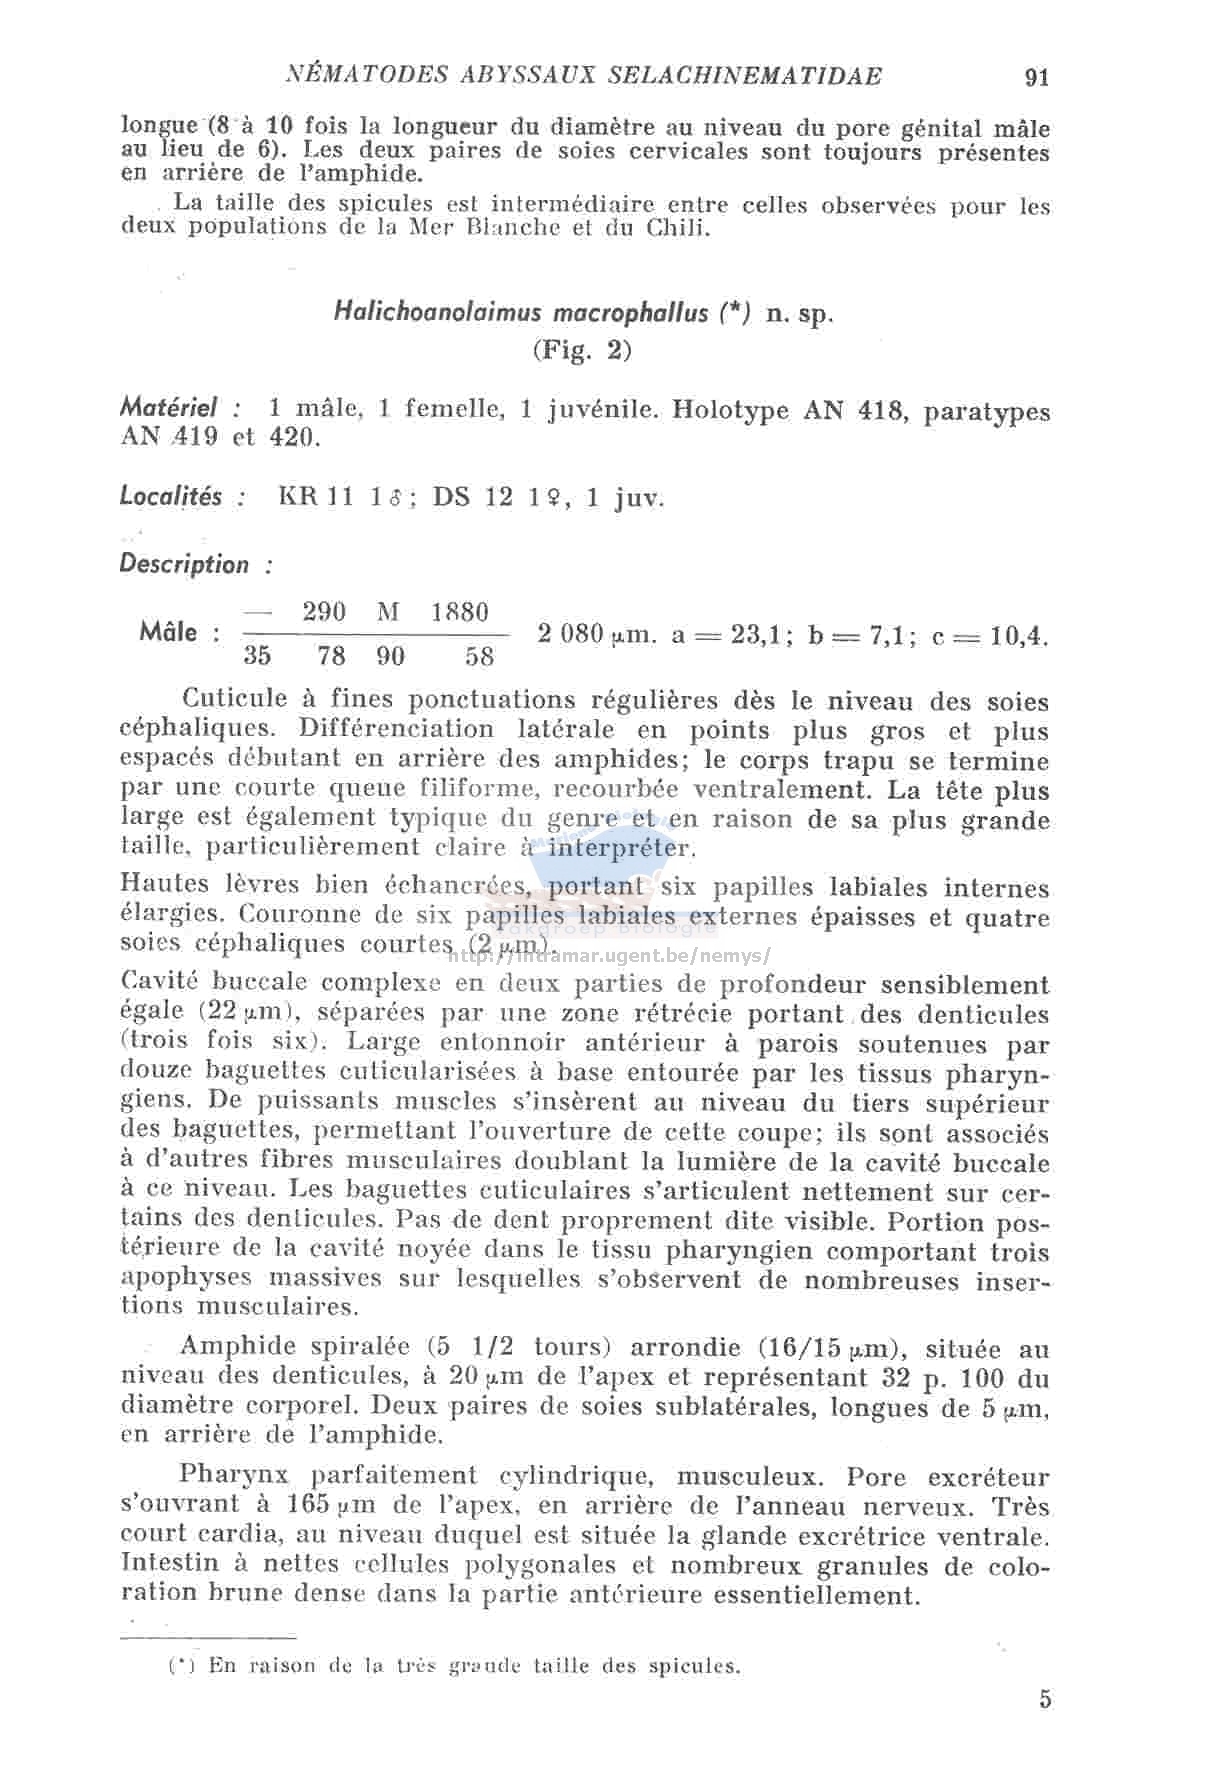 NÉMATODES ABYSSAUX SELACHINEMATIDAE 91
longue (8 à 10 fois la longueur du diamètre au niveau du pore génital mâle
au lieu de 6). Les deux paires de soies cervicales sont toujours présentes
en arrière de l'amphide.
La taille des spicules est intermédiaire entre celles observées pour les
deux populations de la Mer Blanche et du Chili.
Halichoanolaimus macrophallus (*) n. sp.
(Fig. 2)
Matériel : 1 mâle, 1 femelle, 1 juvénile. Holotype AN 418, paratypes
AN 419 et 420.
Localités : KR 11 1 ♂; DS 12 1 ♀, 1 juv.
Description :
— 290 M 1880
Mâle : 2 080 µm. a = 23,1; b = 7,1; c = 10,4.
35 78 90 58
Cuticule à fines ponctuations régulières dès le niveau des soies
céphaliques. Différenciation latérale en points plus gros et plus
espacés débutant en arrière des amphides; le corps trapu se termine
par une courte queue filiforme, recourbée ventralement. La tête plus
large est également typique du genre et en raison de sa plus grande
taille, particulièrement claire à interpréter.
Hautes lèvres bien échancrées, portant six papilles labiales internes
élargies. Couronne de six papilles labiales externes épaisses et quatre
Vakgroep Biologie
soies céphaliques courtes (2 µm).
http://intramar.ugent.be/nemys/
Cavité buccale complexe en deux parties de profondeur sensiblement
égale (22 µm), séparées par une zone rétrécie portant des denticules
(trois fois six). Large entonnoir antérieur à parois soutenues par
douze baguettes cuticularisées à base entourée par les tissus pharyn-
giens. De puissants muscles s'insèrent au niveau du tiers supérieur
des baguettes, permettant l'ouverture de cette coupe; ils sont associés
à d'autres fibres musculaires doublant la lumière de la cavité buccale
à ce niveau. Les baguettes cuticulaires s'articulent nettement sur cer-
tains des denticules. Pas de dent proprement dite visible. Portion pos-
térieure de la cavité noyée dans le tissu pharyngien comportant trois
apophyses massives sur lesquelles s'observent de nombreuses inser-
tions musculaires.
Amphide spiralée (5 1/2 tours) arrondie (16/15 µm), située au
niveau des denticules, à 20 µm de l'apex et représentant 32 p. 100 du
diamètre corporel. Deux paires de soies sublatérales, longues de 5 µm,
en arrière de l'amphide.
Pharynx parfaitement cylindrique, musculeux. Pore excréteur
s'ouvrant à 165 µm de l'apex, en arrière de l'anneau nerveux. Très
court cardia, au niveau duquel est située la glande excrétrice ventrale.
Intestin à nettes cellules polygonales et nombreux granules de colo-
ration brune dense dans la partie antérieure essentiellement.
(*) En raison de la très grande taille des spicules.
5